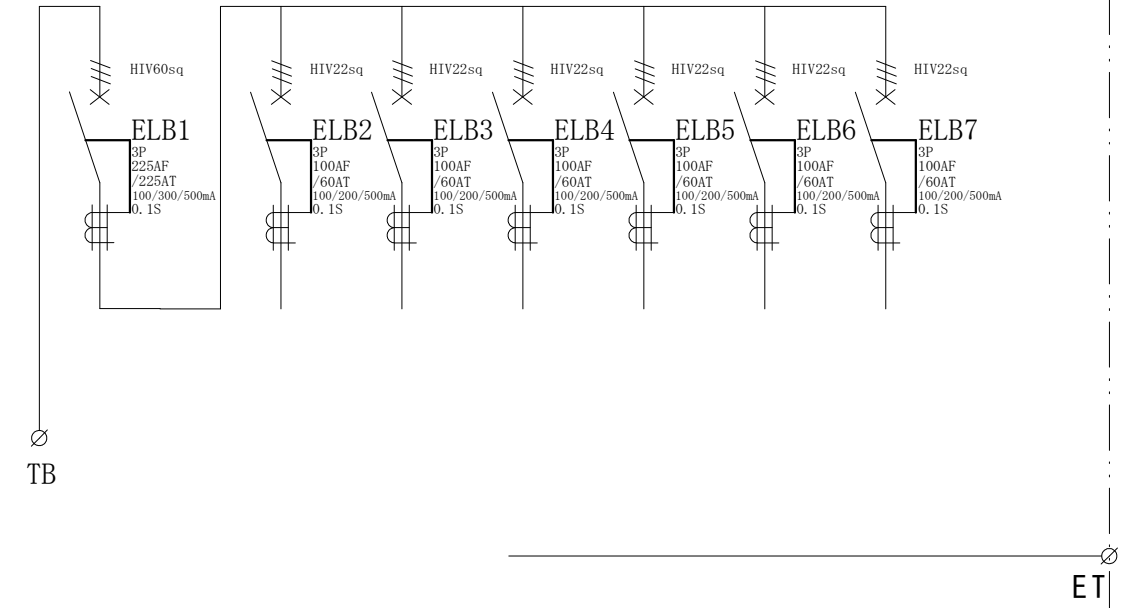 HIV60sq
HIV22sq
HIV22sq
HIV22sq
HIV22sq
HIV22sq
HIV22sq
ELB1
3P
225AF
/225AT
100/300/500mA
0.1S
ELB2
3P
100AF
/60AT
100/200/500mA
0.1S
ELB3
3P
100AF
/60AT
100/200/500mA
0.1S
ELB4
3P
100AF
/60AT
100/200/500mA
0.1S
ELB5
3P
100AF
/60AT
100/200/500mA
0.1S
ELB6
3P
100AF
/60AT
100/200/500mA
0.1S
ELB7
3P
100AF
/60AT
100/200/500mA
0.1S
TB
ET